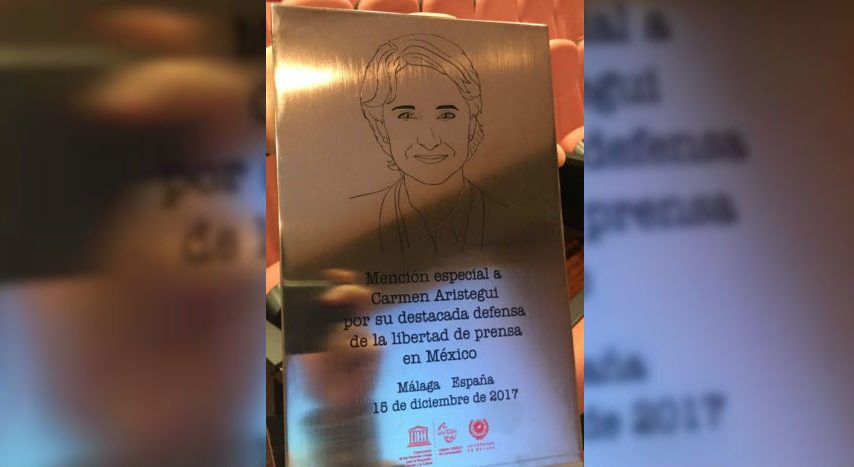 Mención especial a
Carmen Aristegui
por su destacada defensa
de la libertad de prensa
en México
Málaga España
15 de diciembre de 2017